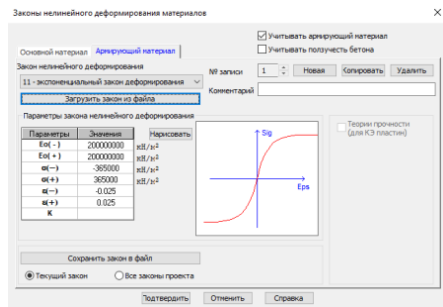 Законы нелинейного деформирования материалов
Учитывать армирующий материал
Учитывать ползучесть бетона
Основной материал Армирующий материал
Закон нелинейного деформирования
11 - экспоненциальный закон деформирования
Загрузить закон из файла
№ записи 1 Новая Копировать Удалить
Комментарий
Параметры закона нелинейного деформирования
Параметры Значения Нарисовать
Eo( - ) 200000000 кН/м²
Eo( + ) 200000000 кН/м²
σ(−) -365000 кН/м²
σ(+) 365000 кН/м²
ε(−) -0.025
ε(+) 0.025
K
Sig
Eps
Теории прочности
(для КЭ пластин)
Сохранить закон в файл
Текущий закон Все законы проекта
Подтвердить Отменить Справка